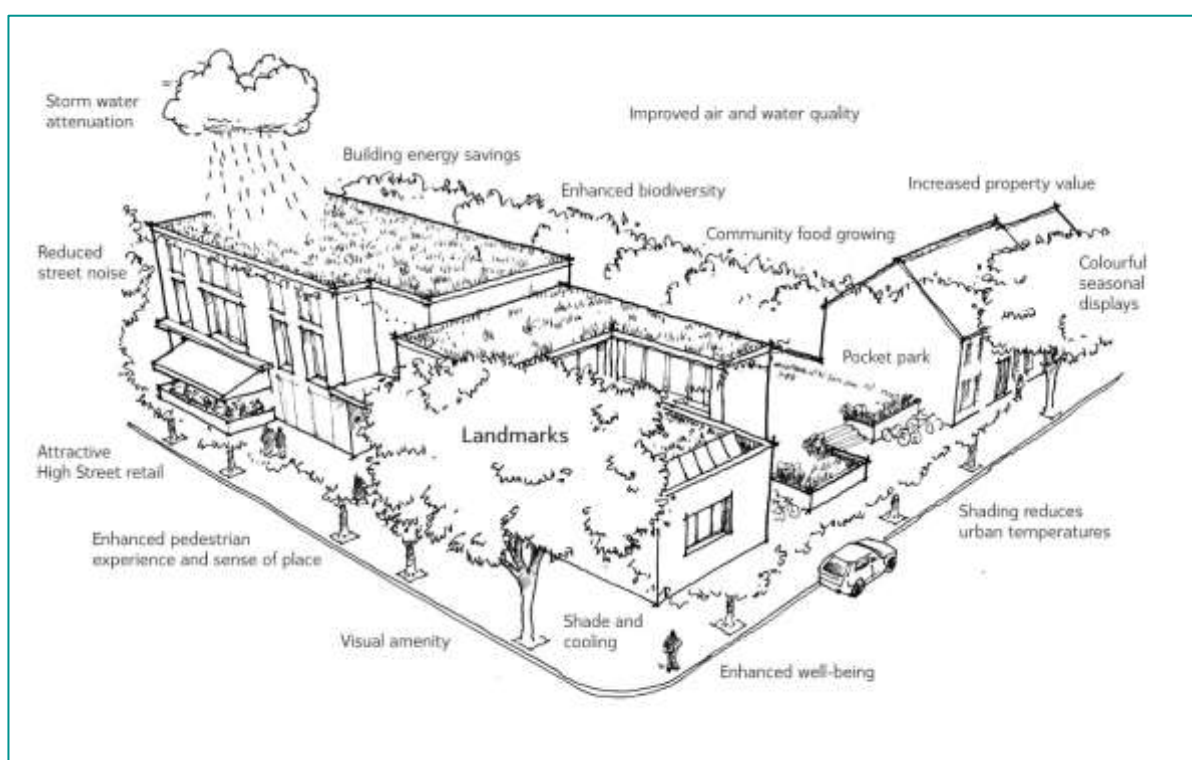 Storm water
attenuation
Improved air and water quality
Building energy savings
Enhanced biodiversity
Increased property value
Community food growing
Reduced
street noise
Colourful
seasonal
displays
Pocket park
Landmarks
Attractive
High Street retail
Shading reduces
urban temperatures
Enhanced pedestrian
experience and sense of place
Shade and
cooling
Visual amenity
Enhanced well-being